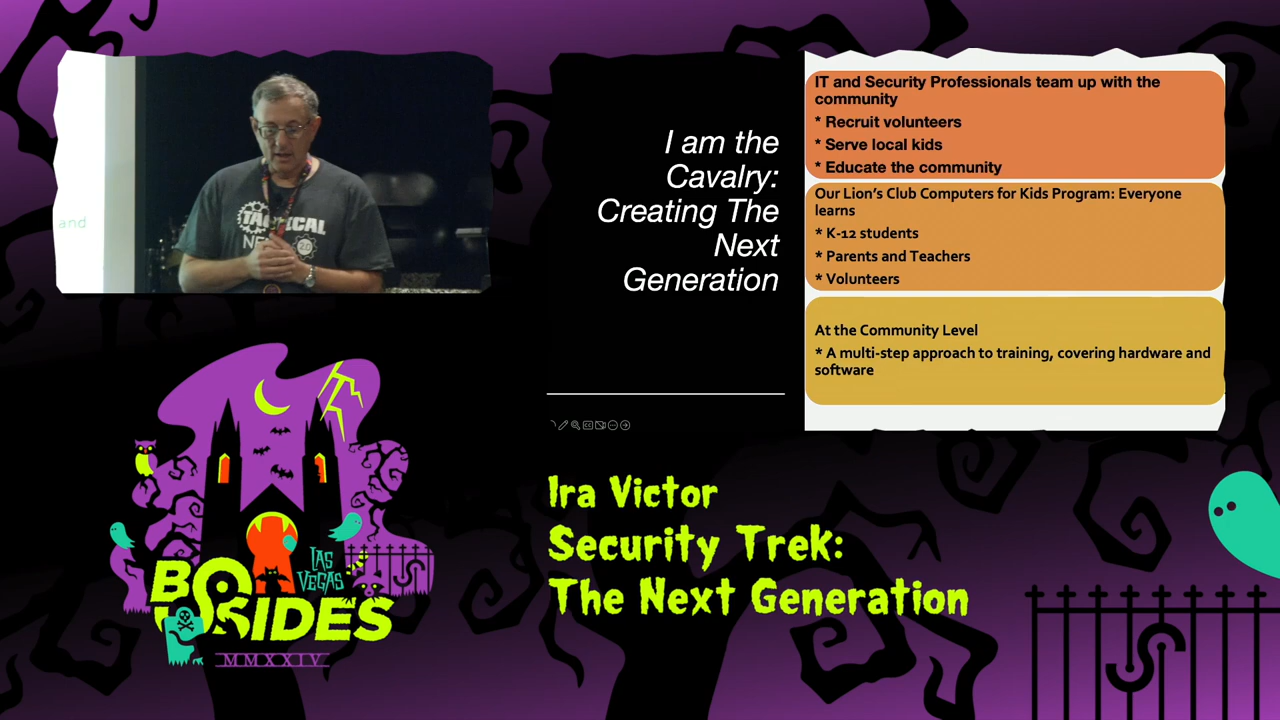 and
TACTICAL
I am the
Cavalry:
Creating The
Next
Generation
IT and Security Professionals team up with the
community
* Recruit volunteers
* Serve local kids
* Educate the community
Our Lion's Club Computers for Kids Program: Everyone
learns
* K-12 students
* Parents and Teachers
* Volunteers
At the Community Level
* A multi-step approach to training, covering hardware and
software
LAS
VEGAS
BSIDES
MMXXIV
Ira Victor
Security Trek:
The Next Generation